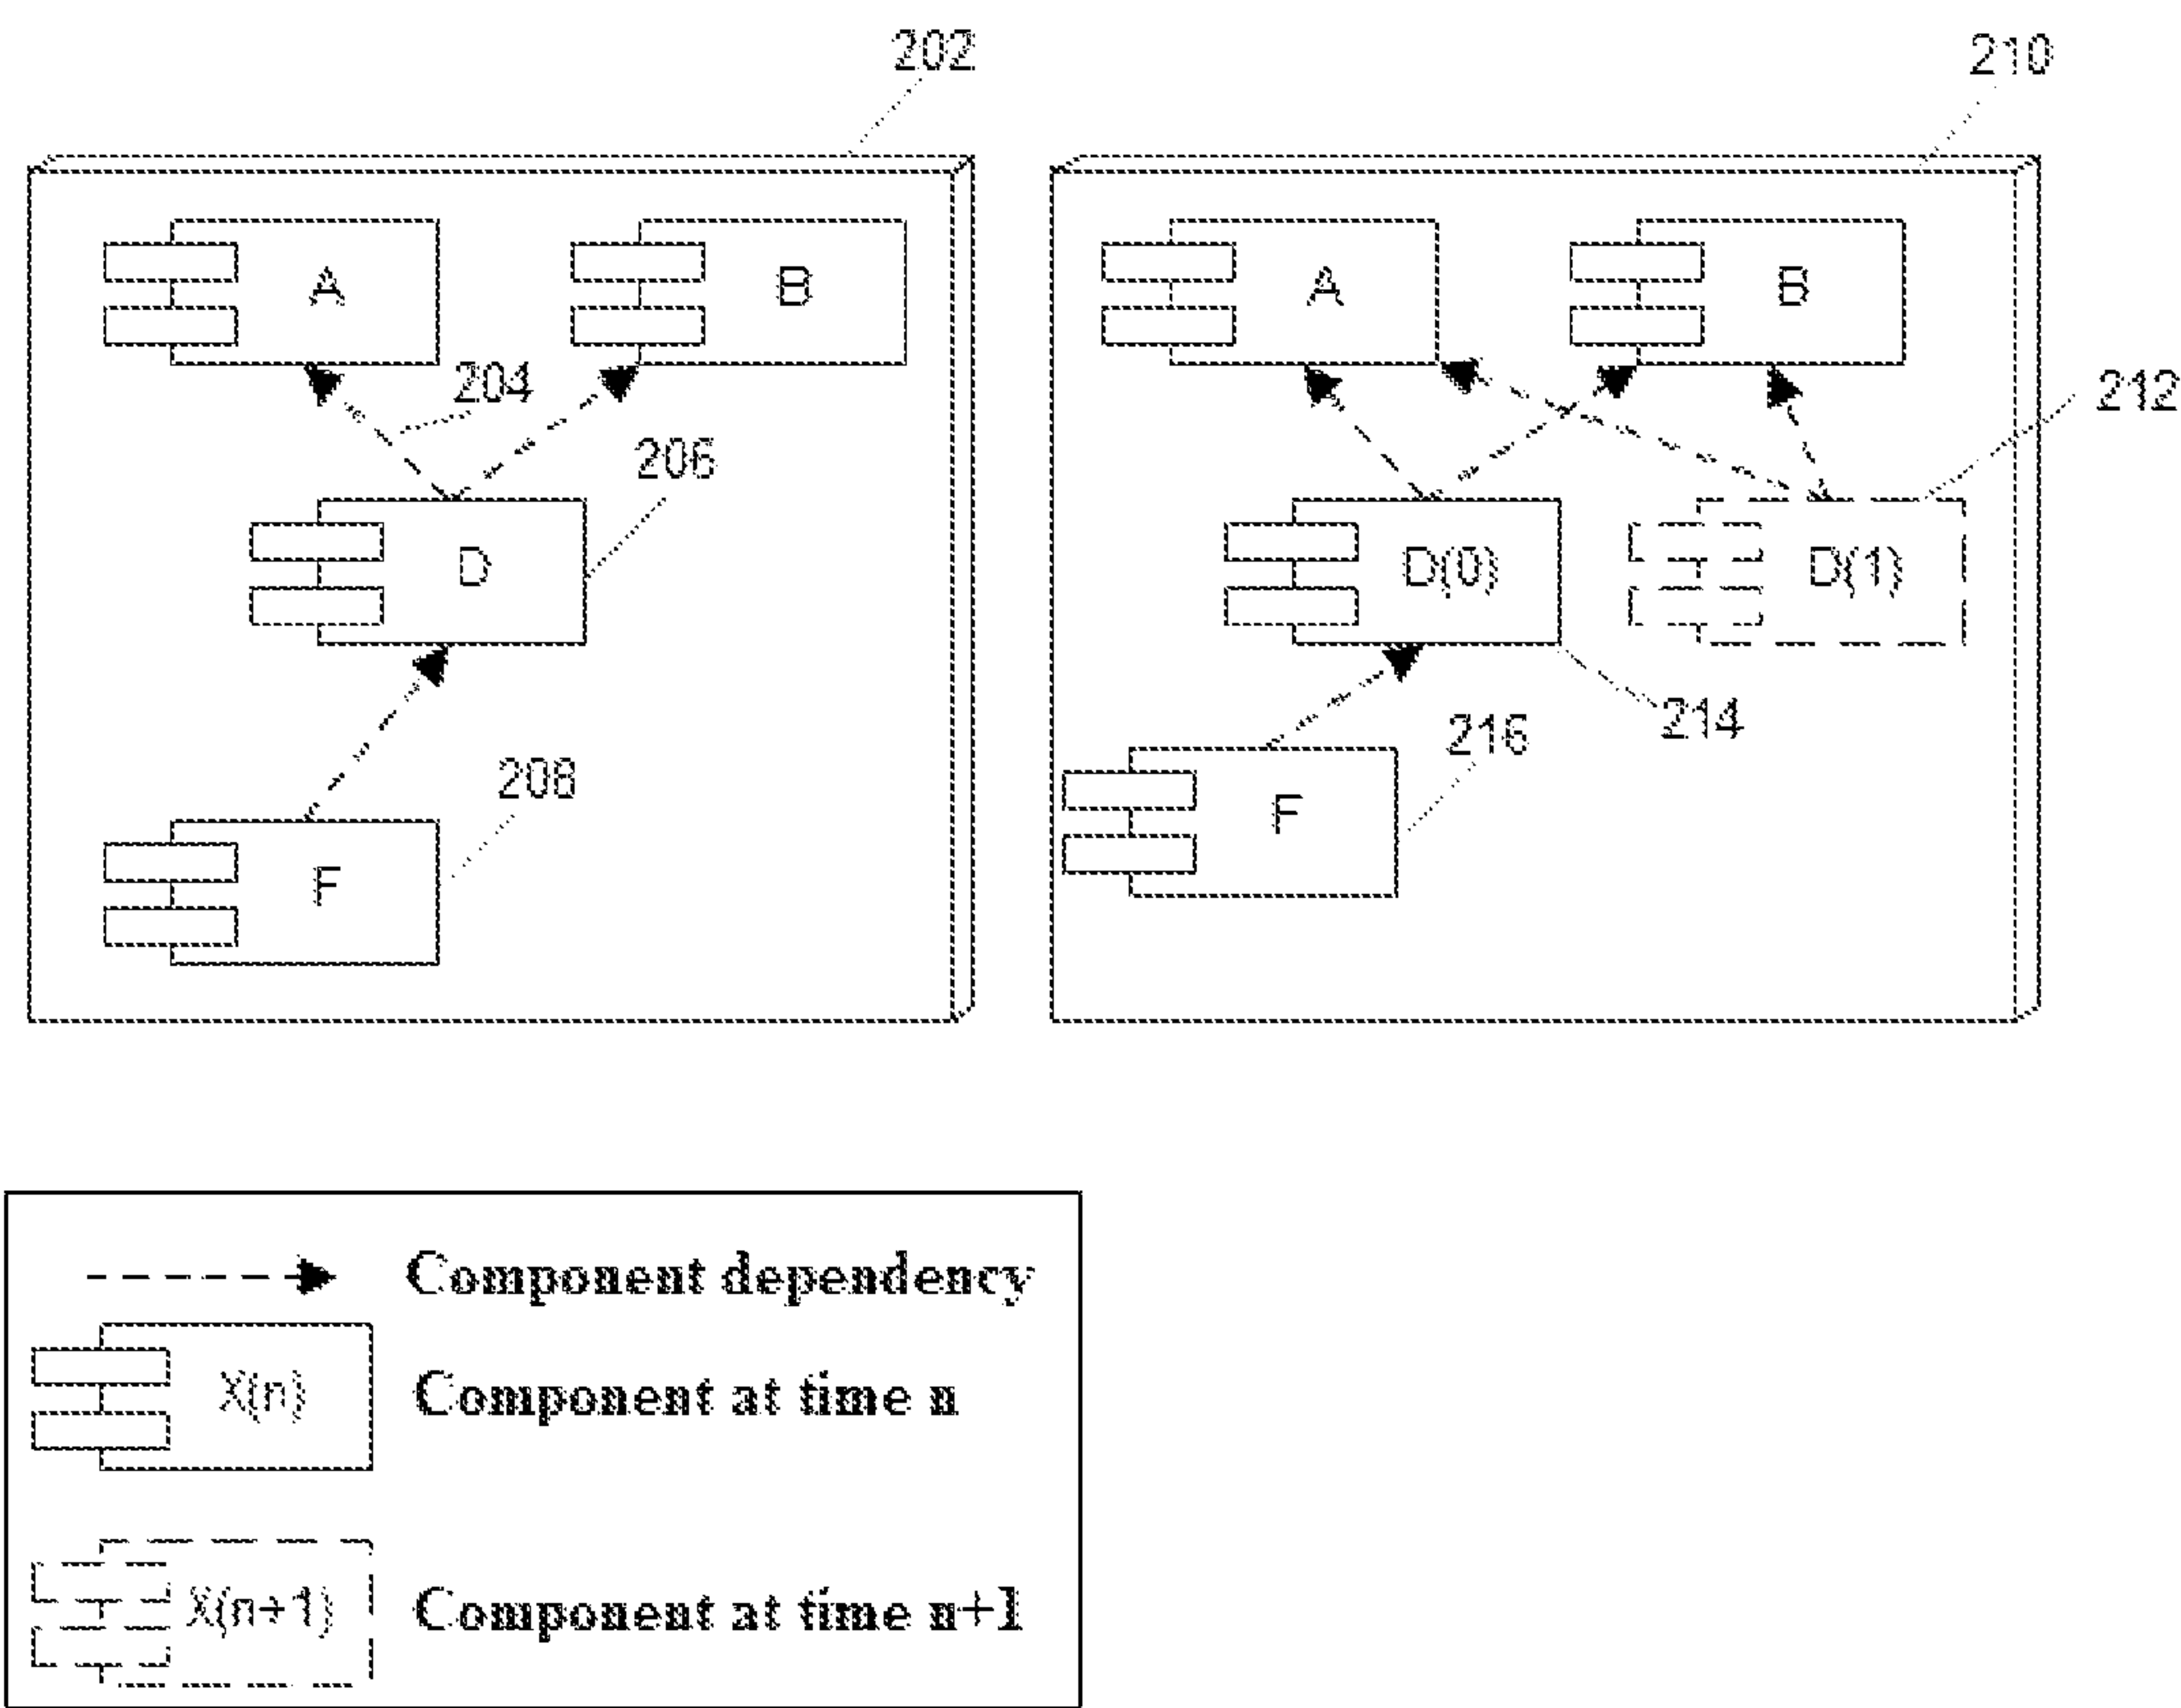 202
210
A
B
A
B
204
212
206
D
D(0)
D(1)
214
216
208
F
F
Component dependency
X(n)
Component at time n
X(n+1)
Component at time n+1